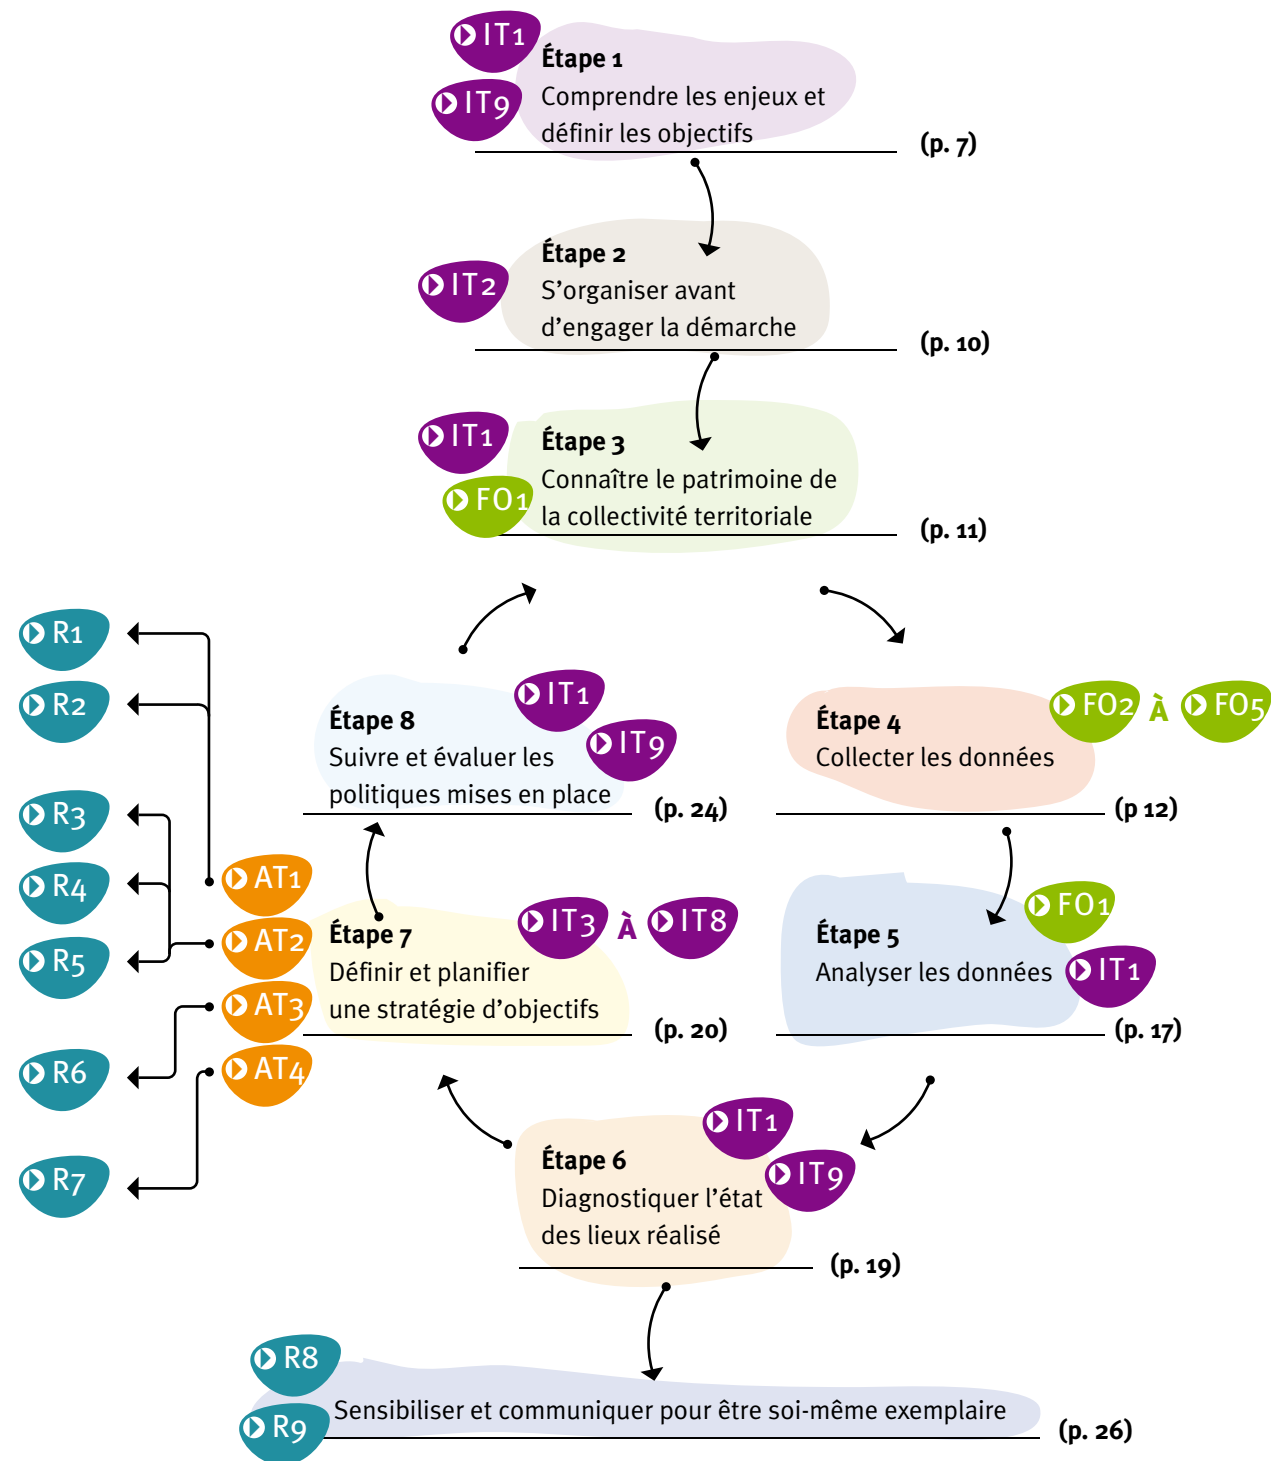 IT1
IT9
Étape 1
Comprendre les enjeux et
définir les objectifs
(p. 7)
IT2
Étape 2
S’organiser avant
d’engager la démarche
(p. 10)
IT1
FO1
Étape 3
Connaître le patrimoine de
la collectivité territoriale
(p. 11)
FO2 À FO5
Étape 4
Collecter les données
(p 12)
FO1
IT1
Étape 5
Analyser les données
(p. 17)
IT1
IT9
Étape 6
Diagnostiquer l’état
des lieux réalisé
(p. 19)
IT3 À IT8
Étape 7
Définir et planifier
une stratégie d’objectifs
(p. 20)
AT1
AT2
AT3
AT4
R1
R2
R3
R4
R5
R6
R7
IT1
IT9
Étape 8
Suivre et évaluer les
politiques mises en place
(p. 24)
R8
R9
Sensibiliser et communiquer pour être soi-même exemplaire
(p. 26)